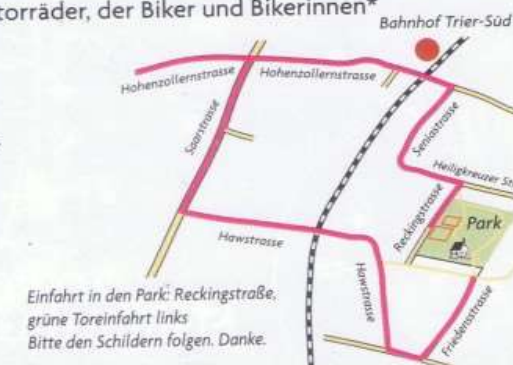 torräder, der Biker und Bikerinnen*
Bahnhof Trier-Süd
Hohenzollernstrasse
Hohenzollernstrasse
Saarstrasse
Seniastrasse
Heiligkreuzer St
Reckingstrasse
Park
Hawstrasse
Hawstrasse
Friedensstrasse
Einfahrt in den Park: Reckingstraße,
grüne Toreinfahrt links
Bitte den Schildern folgen. Danke.